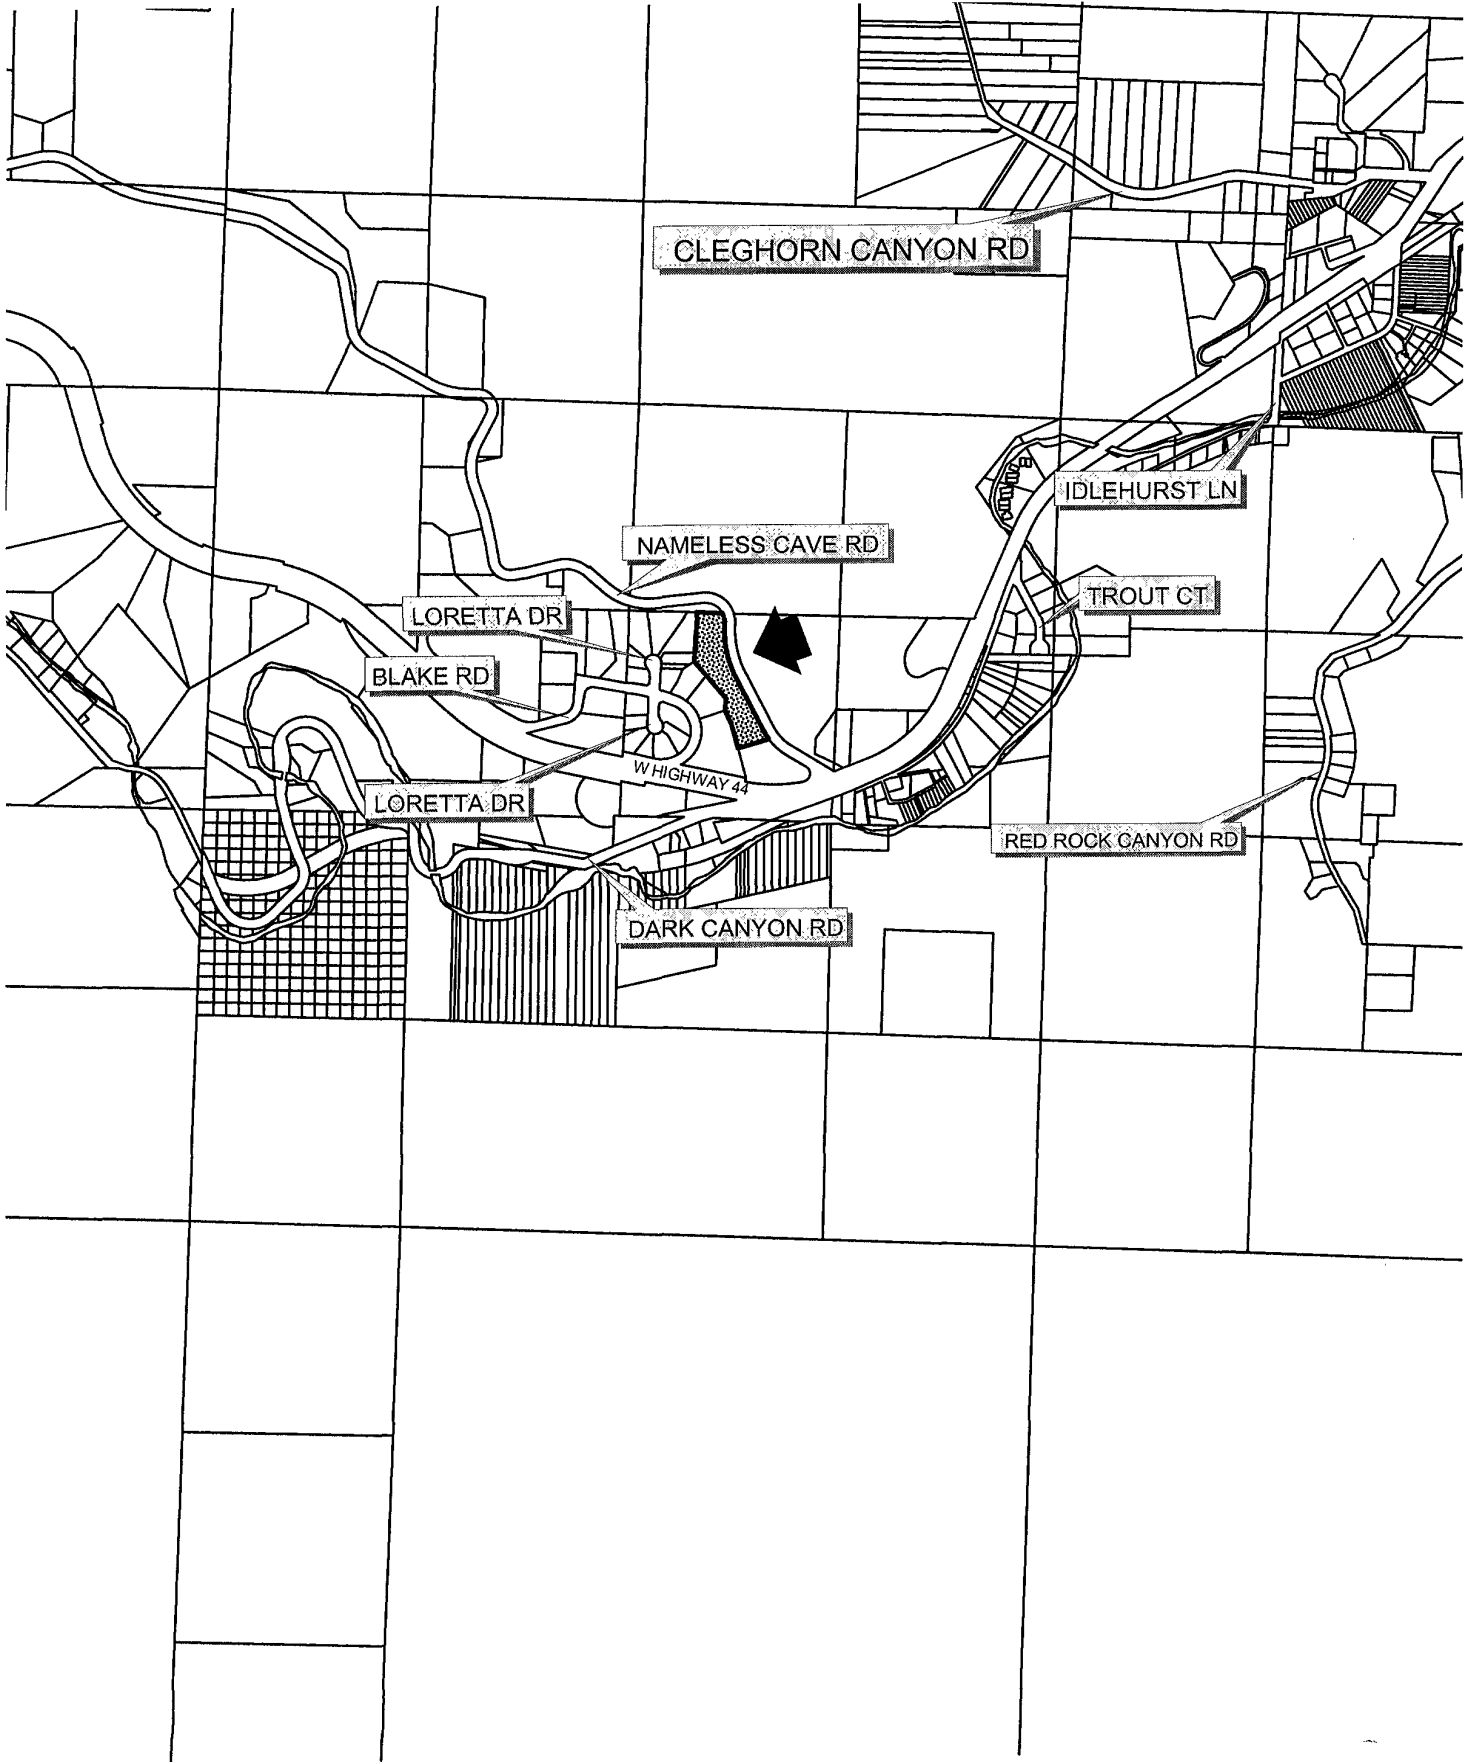 CLEGHORN CANYON RD
IDLEHURST LN
NAMELESS CAVE RD
TROUT CT
LORETTA DR
BLAKE RD
W HIGHWAY 44
LORETTA DR
RED ROCK CANYON RD
DARK CANYON RD